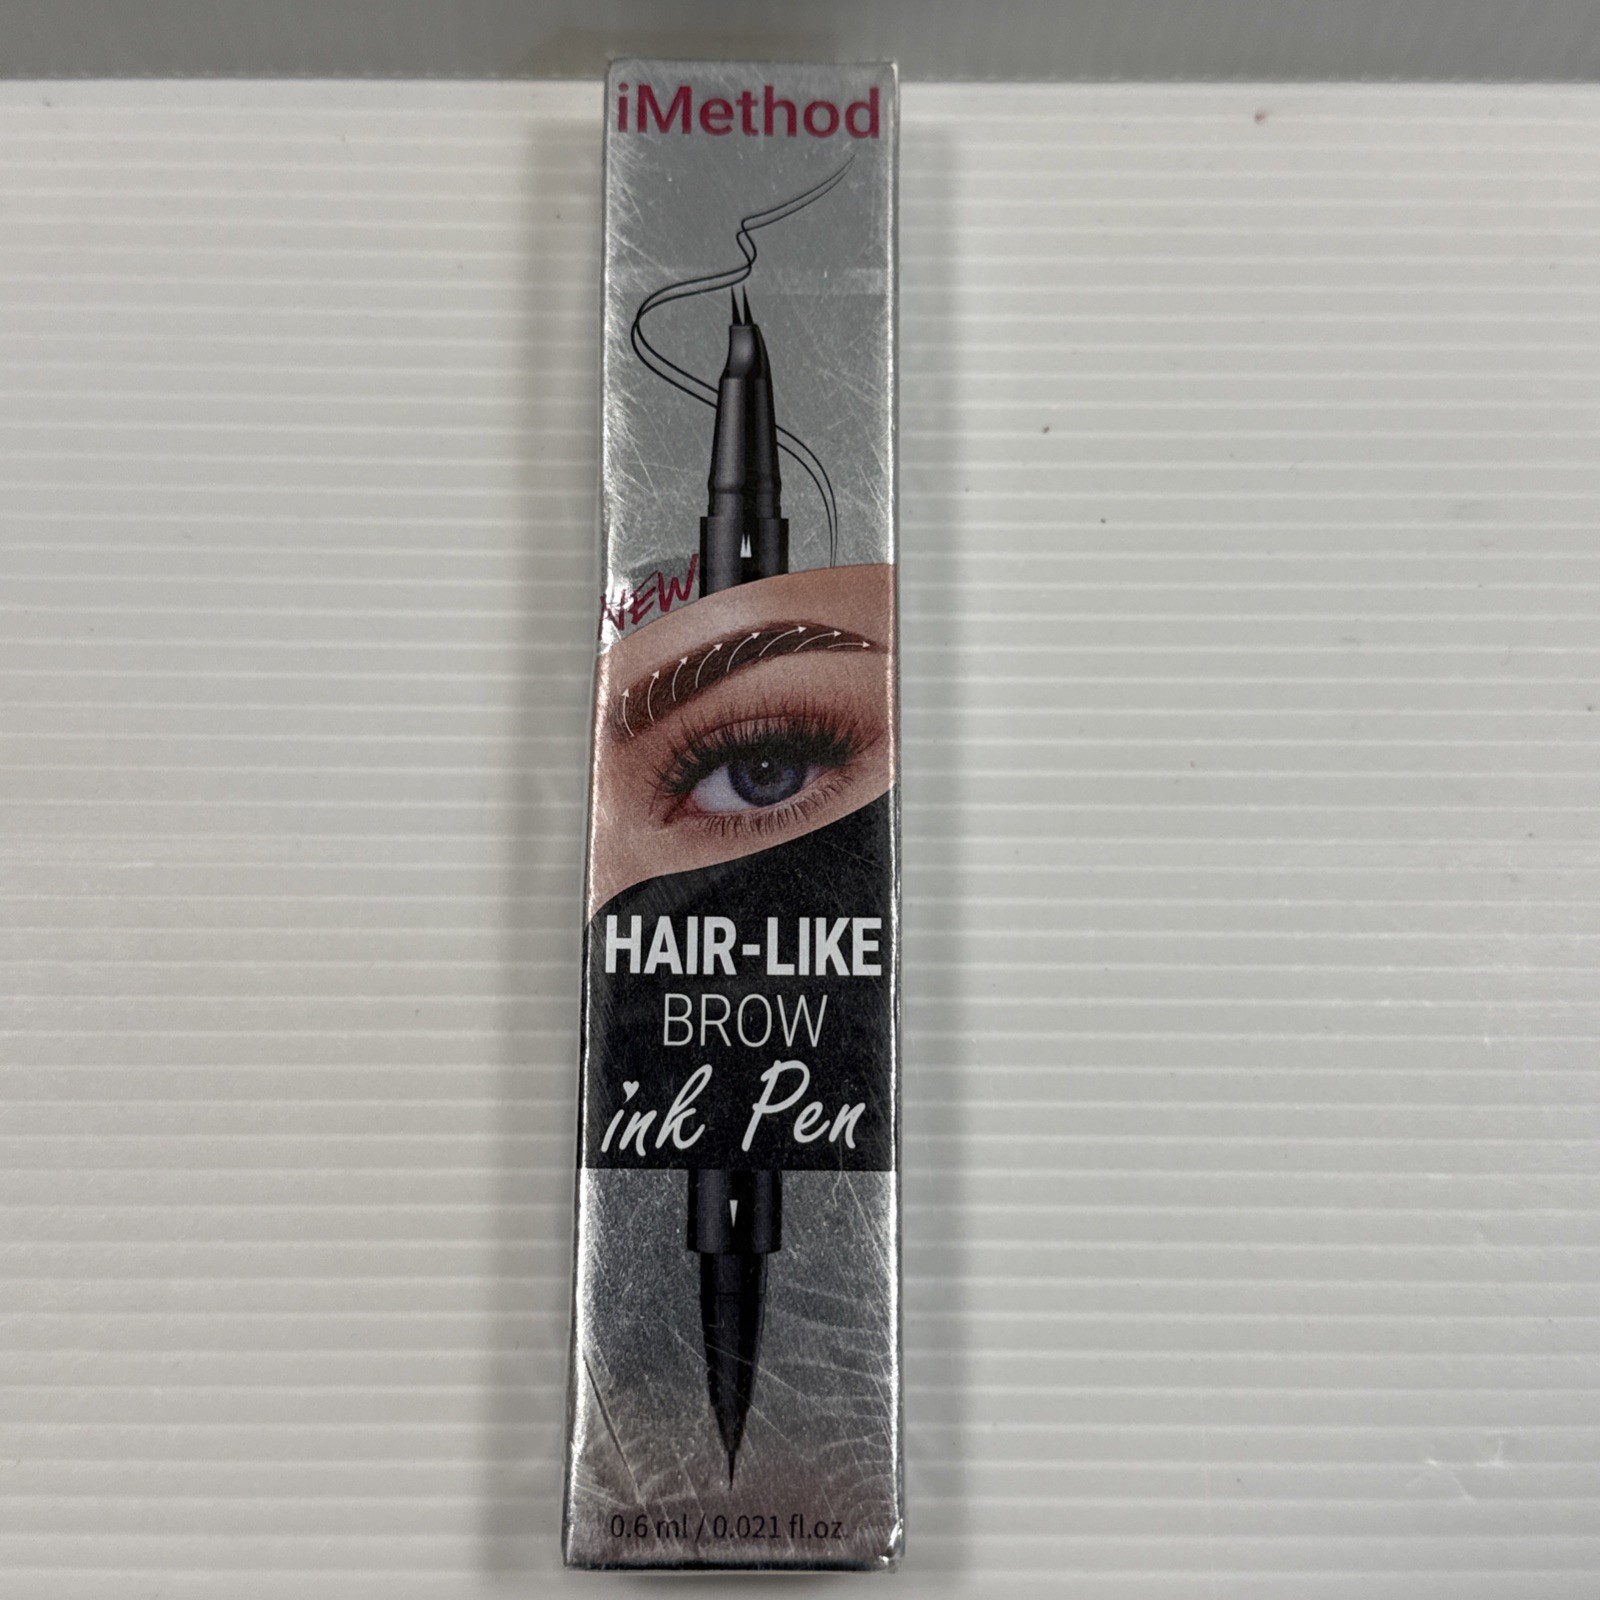 iMethod
NEW
HAIR-LIKE
BROW
ink Pen
0.6 ml / 0.021 fl.oz.